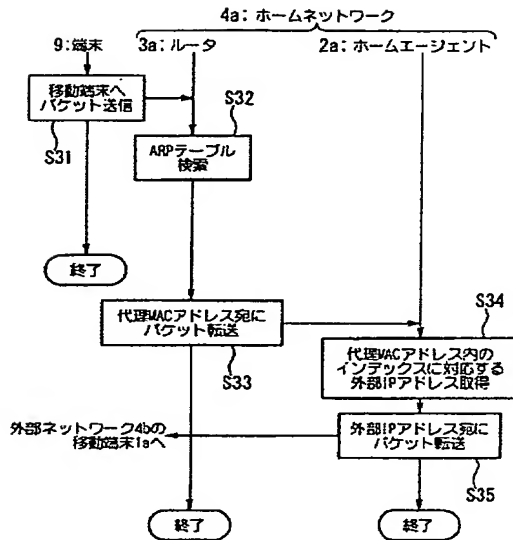 4a: ホームネットワーク
9:端末
3a: ルータ
2a: ホームエージェント
移動端末へ
パケット送信
S31
S32
ARPテーブル
検索
終了
代理MACアドレス宛に
パケット転送
S33
S34
代理MACアドレス内の
インデックスに対応する
外部IPアドレス取得
外部ネットワーク4bの
移動端末1aへ
外部IPアドレス宛に
パケット転送
S35
終了
終了